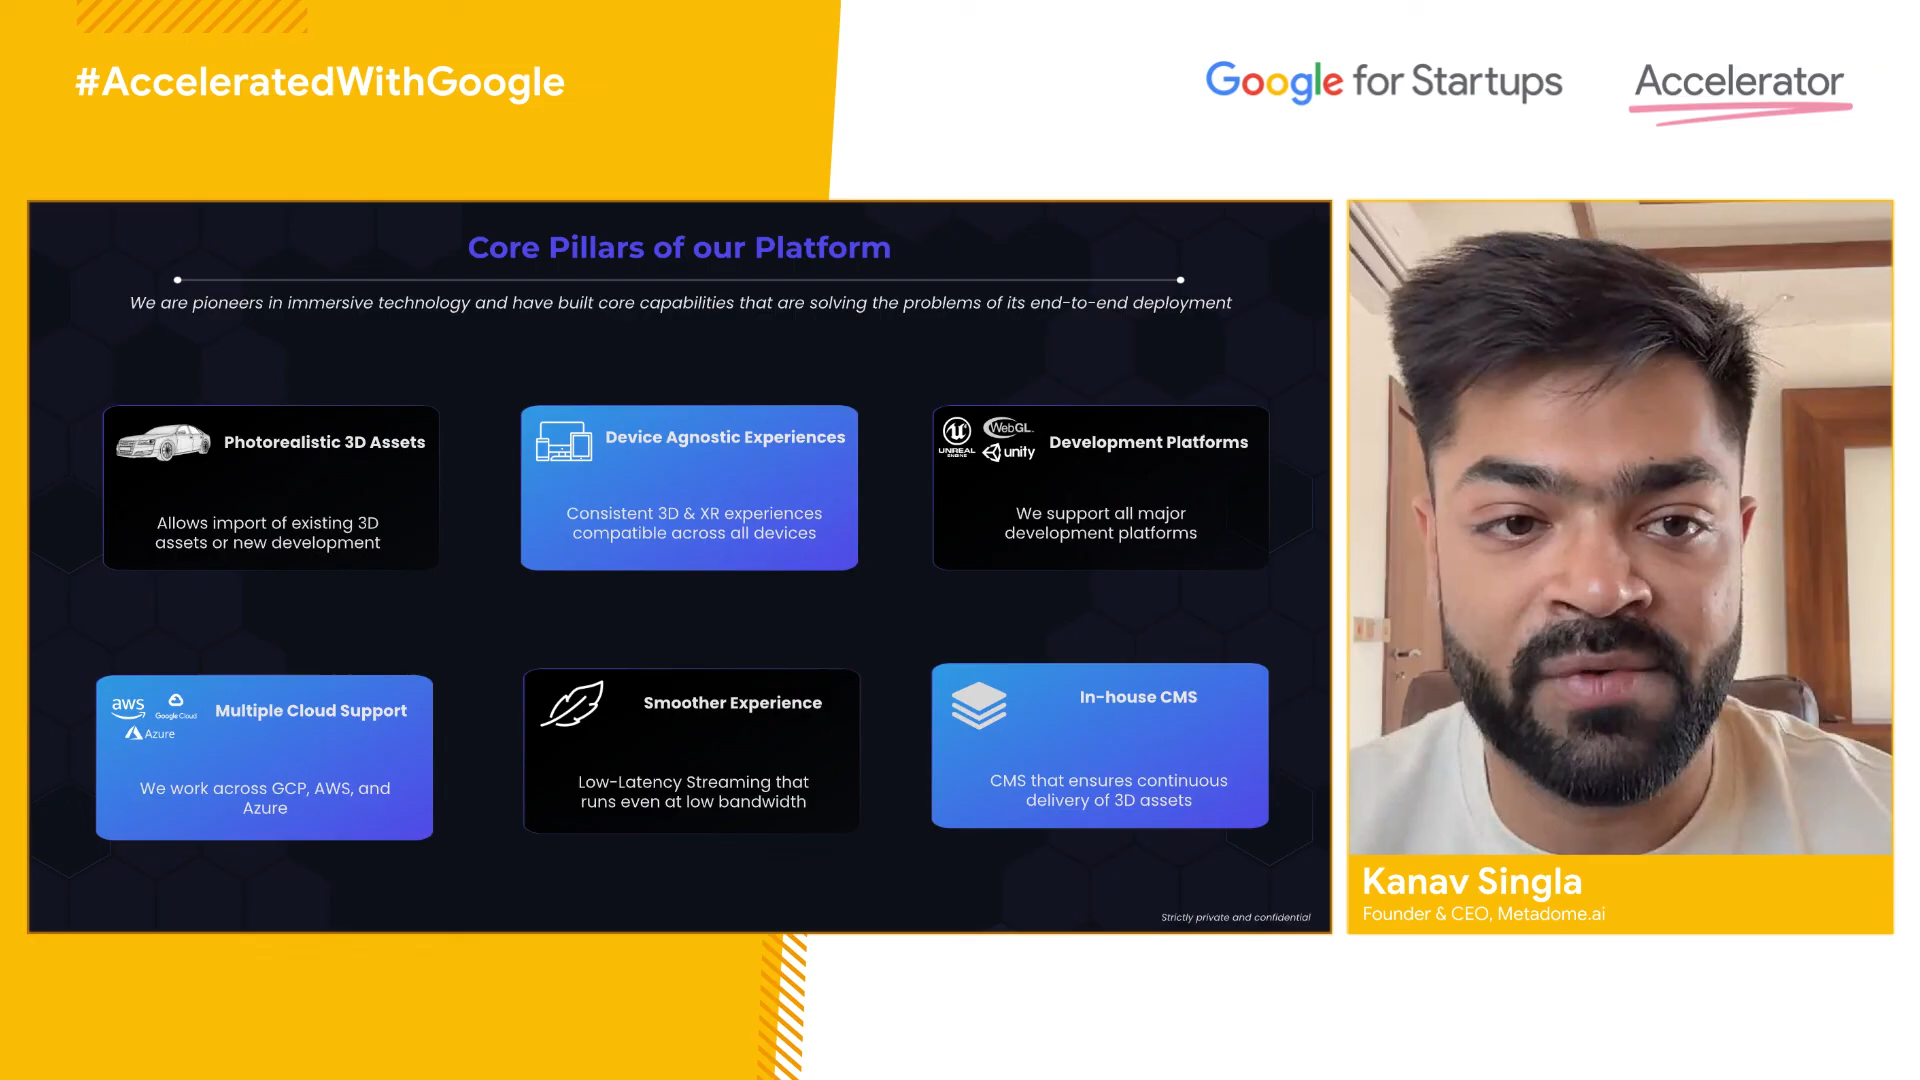 #AcceleratedWithGoogle
Google for Startups
Accelerator
Core Pillars of our Platform
We are pioneers in immersive technology and have built core capabilities that are solving the problems of its end-to-end deployment
Photorealistic 3D Assets
Allows import of existing 3D
assets or new development
Device Agnostic Experiences
Consistent 3D & XR experiences
compatible across all devices
UNREAL
ENGINE
WebGL
unity
Development Platforms
We support all major
development platforms
aws
Google Cloud
Azure
Multiple Cloud Support
We work across GCP, AWS, and
Azure
Smoother Experience
Low-Latency Streaming that
runs even at low bandwidth
In-house CMS
CMS that ensures continuous
delivery of 3D assets
Strictly private and confidential
Kanav Singla
Founder & CEO, Metadome.ai